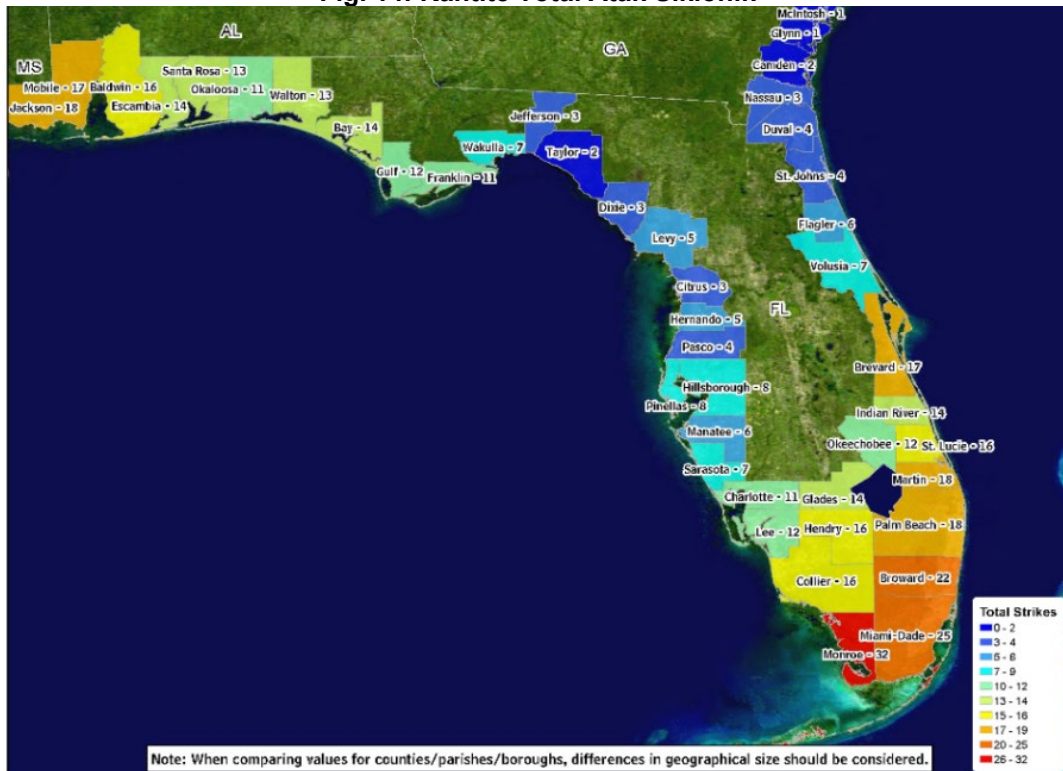 McIntosh - 1
AL
Glynn - 1
GA
Camden - 2
MS
Santa Rosa - 13
Mobile - 17
Baldwin - 16
Okaloosa - 11
Walton - 13
Nassau - 3
Jackson - 18
Escambia - 14
Jefferson - 3
Bay - 14
Duval - 4
Wakulla - 7
Taylor - 2
Gulf - 12
Franklin - 11
St. Johns - 4
Dixie - 3
Flagler - 6
Levy - 5
Volusia - 7
Citrus - 3
FL
Hernando - 5
Pasco - 4
Brevard - 17
Hillsborough - 8
Pinellas - 8
Indian River - 14
Manatee - 6
Okeechobee - 12
St. Lucie - 16
Sarasota - 7
Martin - 18
Charlotte - 11
Glades - 14
Palm Beach - 18
Hendry - 16
Lee - 12
Collier - 16
Broward - 22
Miami-Dade - 25
Monroe - 32
Total Strikes
0 - 2
3 - 4
5 - 6
7 - 9
10 - 12
13 - 14
15 - 16
17 - 19
20 - 25
26 - 32
Note: When comparing values for counties/parishes/boroughs, differences in geographical size should be considered.